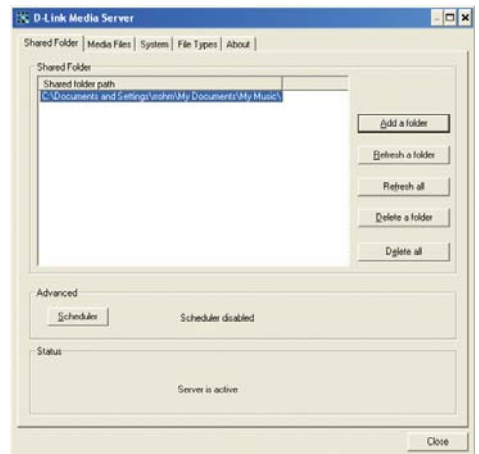 D-Link Media Server
Shared Folder Media Files System File Types About
Shared Folder
Shared folder path
C:\Documents and Settings\rrohm\My Documents\My Music\
Add a folder
Refresh a folder
Refresh all
Delete a folder
Delete all
Advanced
Scheduler Scheduler disabled
Status
Server is active
Close